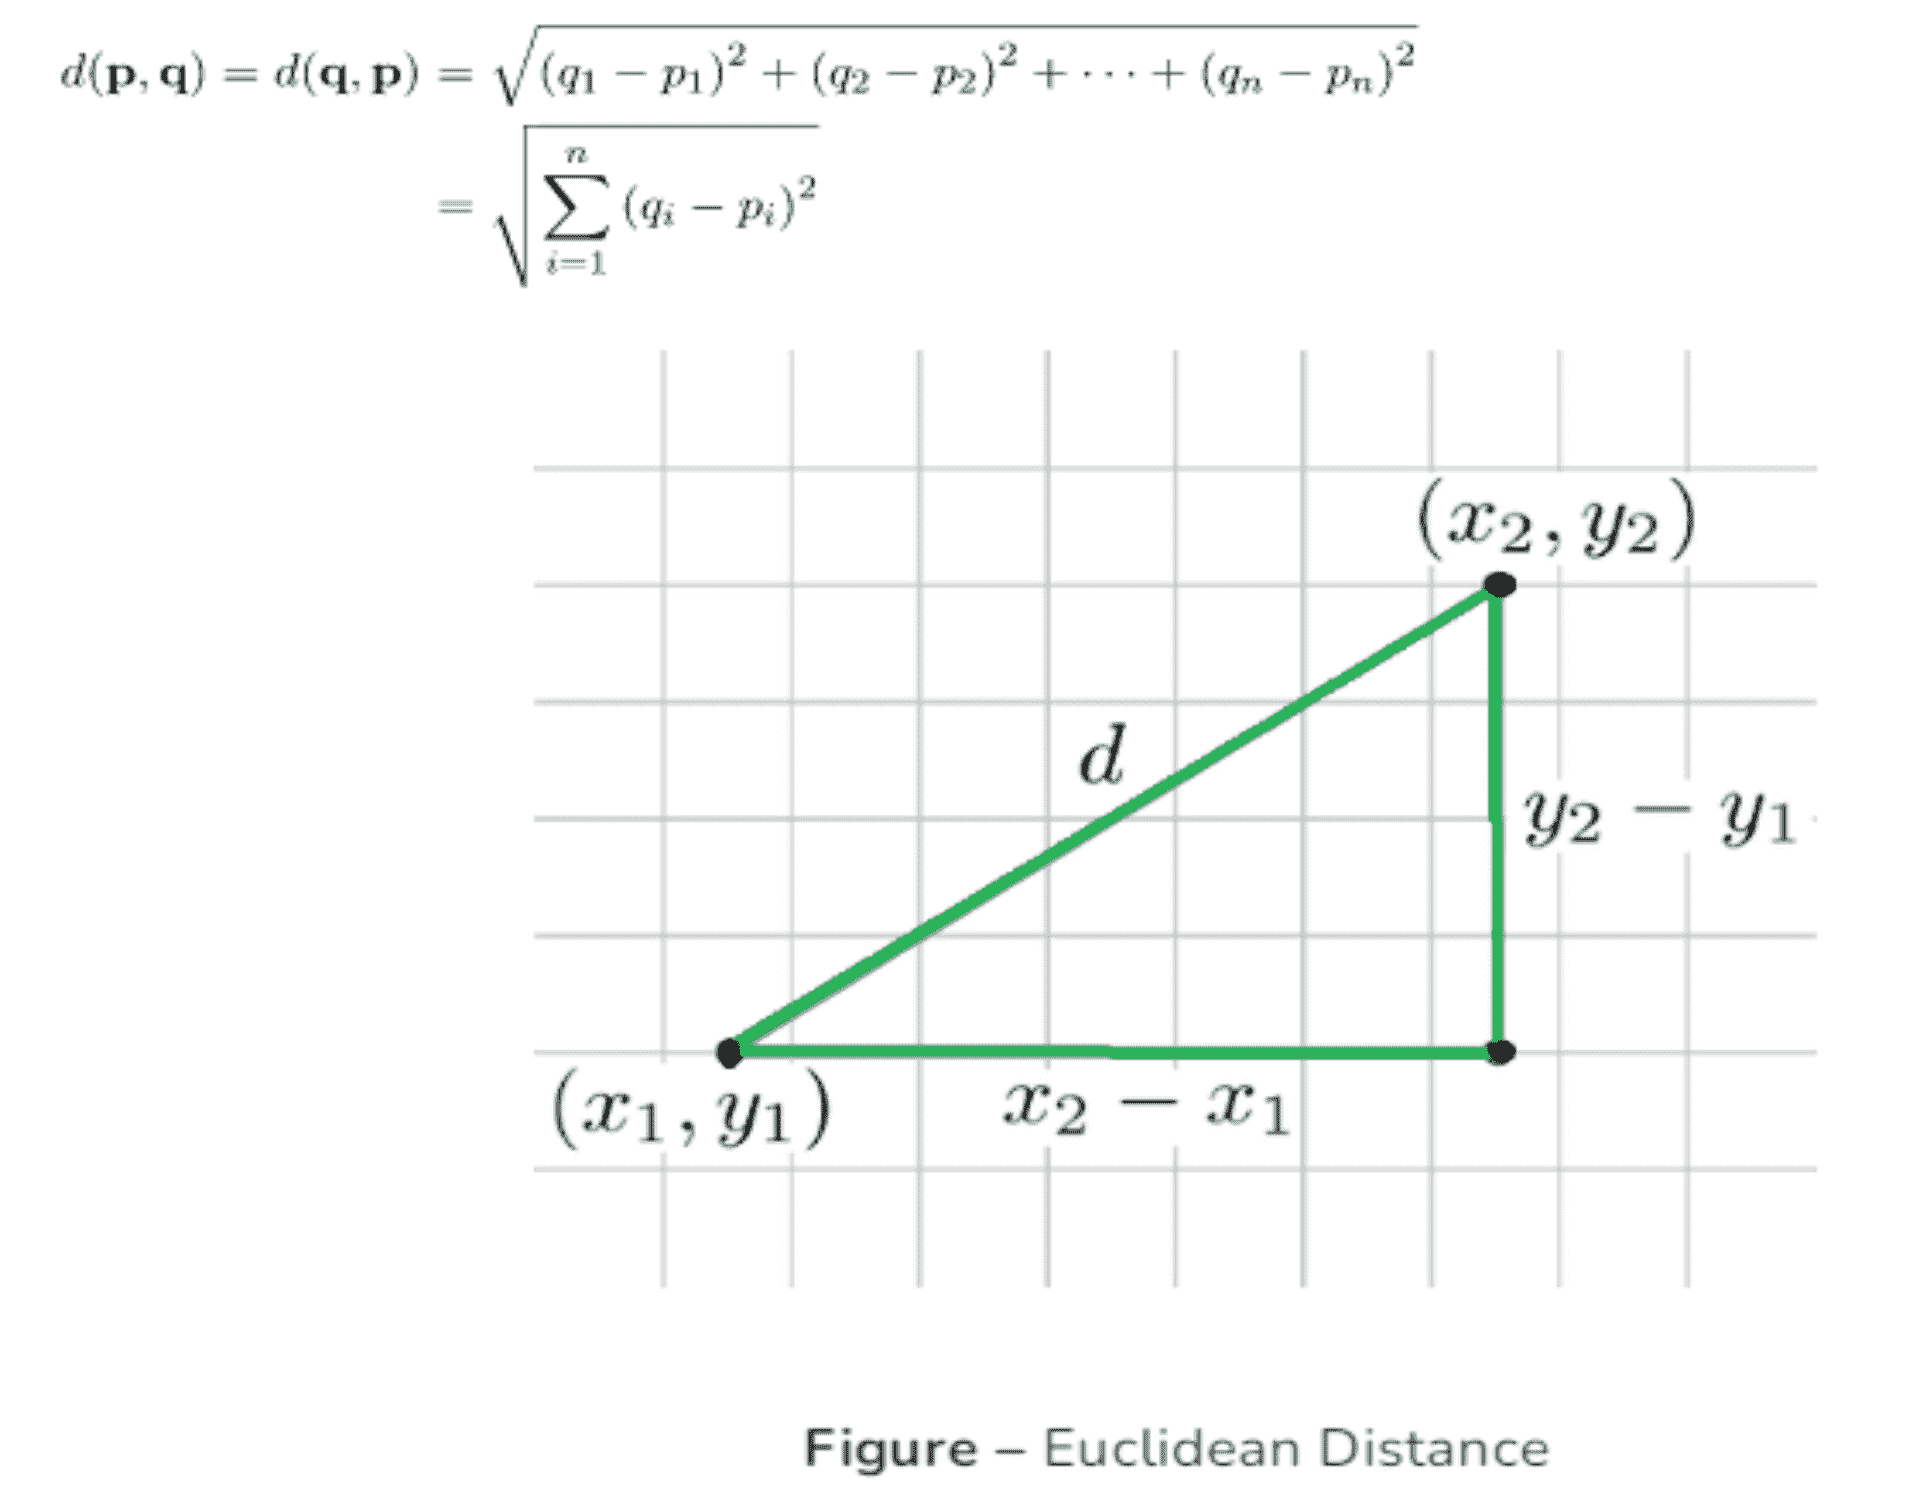 d(p, q) = d(q, p) = √((q₁ − p₁)² + (q₂ − p₂)² + ⋯ + (qₙ − pₙ)²)
= √(∑ᵢ₌₁ⁿ (qᵢ − pᵢ)²)
(x₂, y₂)
d
y₂ − y₁
(x₁, y₁)
x₂ − x₁
Figure – Euclidean Distance